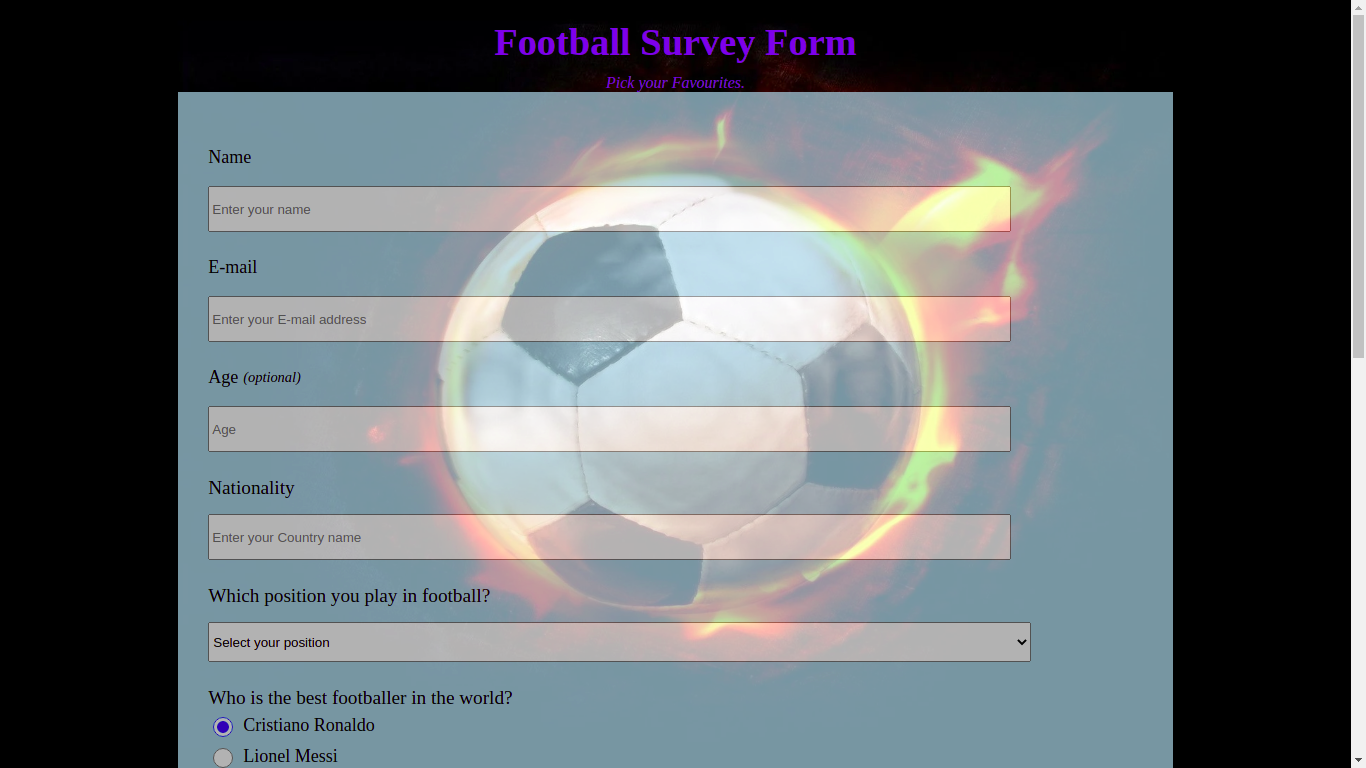 Football Survey Form
Pick your Favourites.
Name
Enter your name
E-mail
Enter your E-mail address
Age (optional)
Age
Nationality
Enter your Country name
Which position you play in football?
Select your position
Who is the best footballer in the world?
Cristiano Ronaldo
Lionel Messi